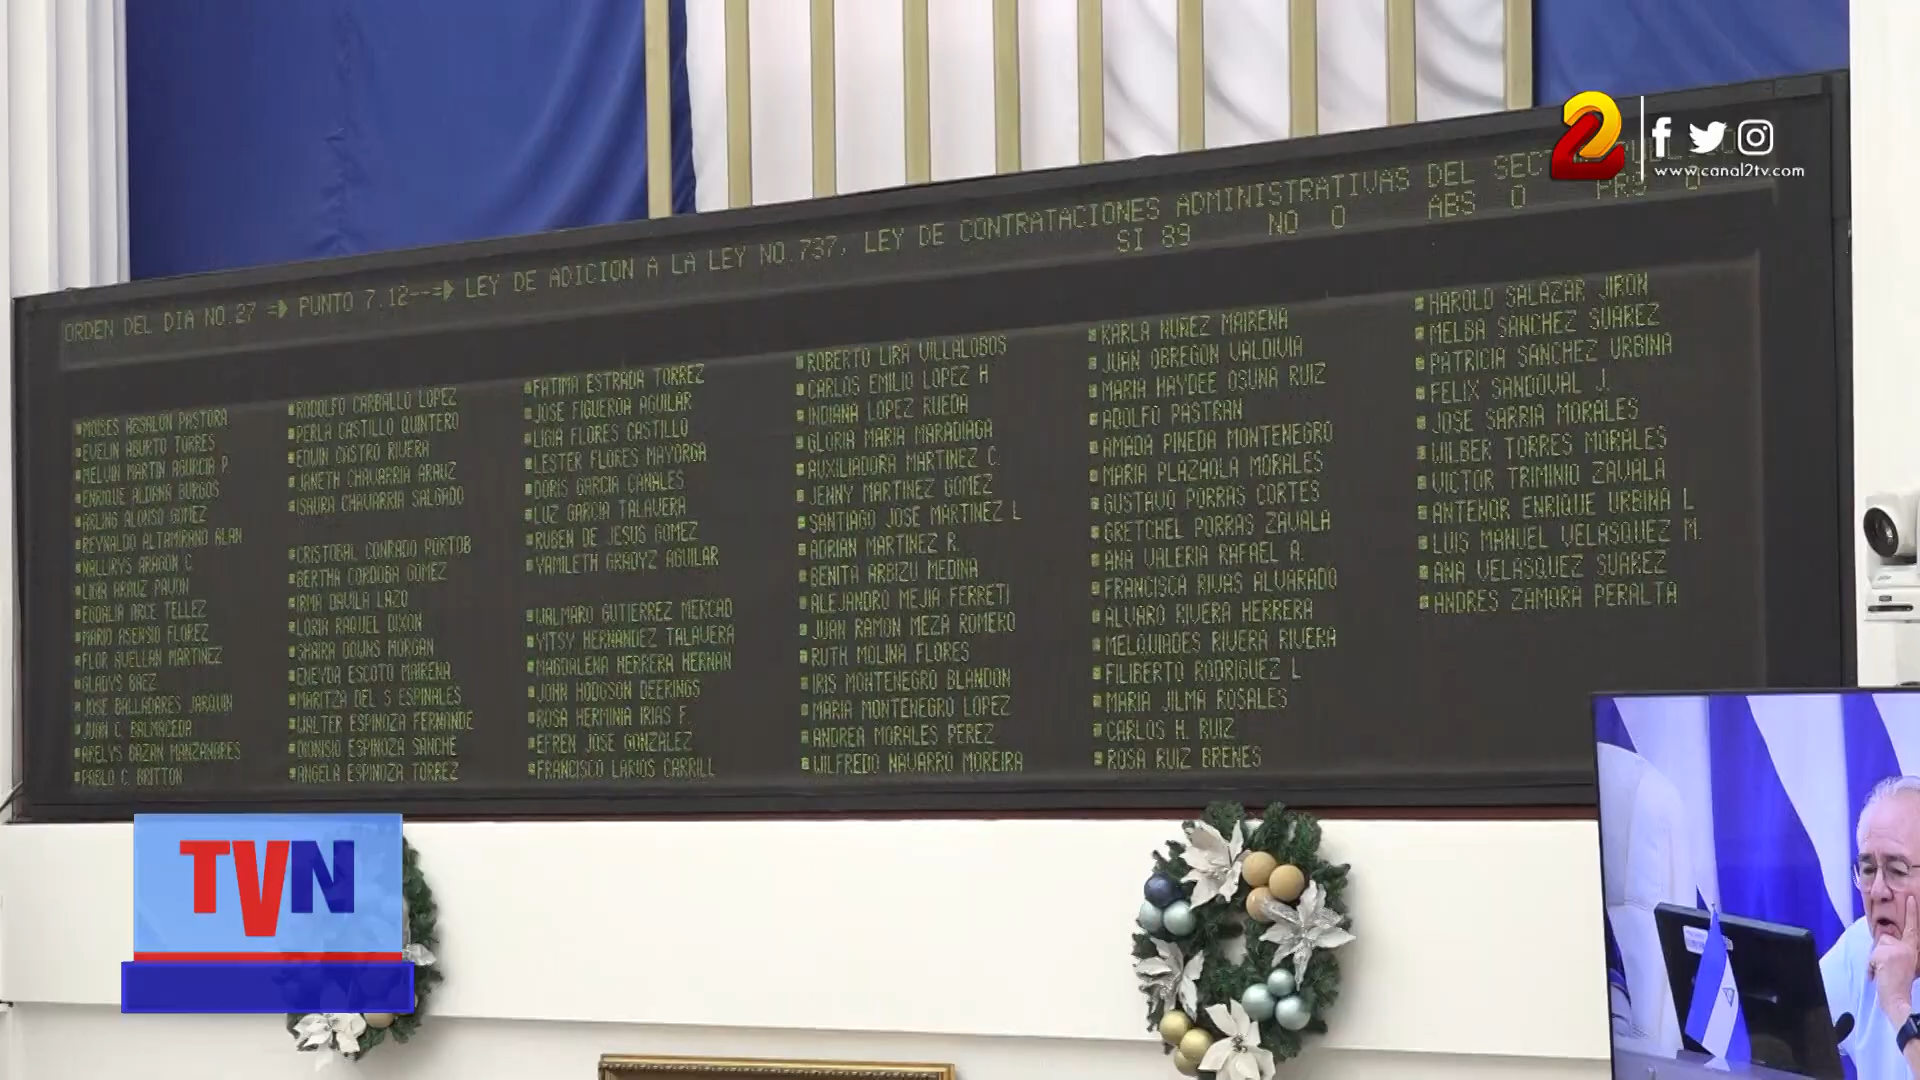 2
www.canal2tv.com
ORDEN DEL DIA NO.27 => PUNTO 7.12--=> LEY DE ADICION A LA LEY NO.737, LEY DE CONTRATACIONES ADMINISTRATIVAS DEL SEC
SI 89 NO 0 ABS 0 PRS 0
MOISES ABSALON PASTORA
EVELIN ABURTO TORRES
MELVIN MARTIN AGURCIA P.
ENRIQUE ALDANA BURGOS
ARLING ALONSO GOMEZ
REYNALDO ALTAMIRANO ALAN
NALLIRYS ARAGON C
LIGIA ARAUZ PAVON
EGDALIA ARCE TELLEZ
MARIO ASENSIO FLOREZ
FLOR AVELLAN MARTINEZ
GLADYS BAEZ
JOSE BALLADARES JARQUIN
JUAN C. BALMACEDA
ARELYS BAZAN MANZANARES
PABLO C. BRITTON
RODOLFO CARBALLO LOPEZ
PERLA CASTILLO QUINTERO
EDWIN CASTRO RIVERA
JANETH CHAVARRIA ARAUZ
ISAURA CHAVARRIA SALGADO
CRISTOBAL CONRADO PORTOB
BERTHA CORDOBA GOMEZ
IRMA DAVILA LAZO
LORIA RAQUEL DIXON
SHAIRA DOWNS MORGAN
ENEYDA ESCOTO MAIRENA
MARITZA DEL S ESPINALES
WALTER ESPINOZA FERNANDE
DIONISIO ESPINOZA SANCHE
ANGELA ESPINOZA TORREZ
FATIMA ESTRADA TORREZ
JOSE FIGUEROA AGUILAR
LIGIA FLORES CASTILLO
LESTER FLORES MAYORGA
DORIS GARCIA CANALES
LUZ GARCIA TALAVERA
RUBEN DE JESUS GOMEZ
YAMILETH GRADYZ AGUILAR
WALMARO GUTIERREZ MERCAD
YITSY HERNANDEZ TALAVERA
MAGDALENA HERRERA HERNAN
JOHN HODGSON DEERINGS
ROSA HERMINIA IRIAS F.
EFREN JOSE GONZALEZ
FRANCISCO LARIOS CARRILL
ROBERTO LIRA VILLALOBOS
CARLOS EMILIO LOPEZ H
INDIANA LOPEZ RUEDA
GLORIA MARIA MARADIAGA
AUXILIADORA MARTINEZ C.
JENNY MARTINEZ GOMEZ
SANTIAGO JOSE MARTINEZ L
ADRIAN MARTINEZ R.
BENITA ARBIZU MEDINA
ALEJANDRO MEJIA FERRETI
JUAN RAMON MEZA ROMERO
RUTH MOLINA FLORES
IRIS MONTENEGRO BLANDON
MARIA MONTENEGRO LOPEZ
ANDREA MORALES PEREZ
WILFREDO NAVARRO MOREIRA
KARLA NUÑEZ MAIRENA
JUAN OBREGON VALDIVIA
MARIA HAYDEE OSUNA RUIZ
ADOLFO PASTRAN
AMADA PINEDA MONTENEGRO
MARIA PLAZAOLA MORALES
GUSTAVO PORRAS CORTES
GRETCHEL PORRAS ZAVALA
ANA VALERIA RAFAEL A.
FRANCISCA RIVAS ALVARADO
ALVARO RIVERA HERRERA
MELQUIADES RIVERA RIVERA
FILIBERTO RODRIGUEZ L
MARIA JILMA ROSALES
CARLOS H. RUIZ
ROSA RUIZ BRENES
HAROLD SALAZAR JIRON
MELBA SANCHEZ SUAREZ
PATRICIA SANCHEZ URBINA
FELIX SANDOVAL J.
JOSE SARRIA MORALES
WILBER TORRES MORALES
VICTOR TRIMINIO ZAVALA
ANTENOR ENRIQUE URBINA L
LUIS MANUEL VELASQUEZ M.
ANA VELASQUEZ SUAREZ
ANDRES ZAMORA PERALTA
TVN